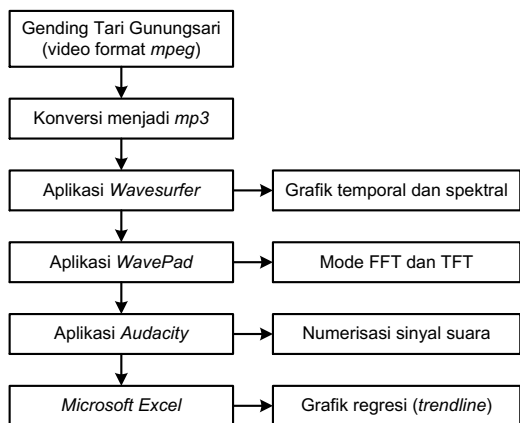 Gending Tari Gunungsari
(video format mpeg)
Konversi menjadi mp3
Aplikasi Wavesurfer
Grafik temporal dan spektral
Aplikasi WavePad
Mode FFT dan TFT
Aplikasi Audacity
Numerisasi sinyal suara
Microsoft Excel
Grafik regresi (trendline)